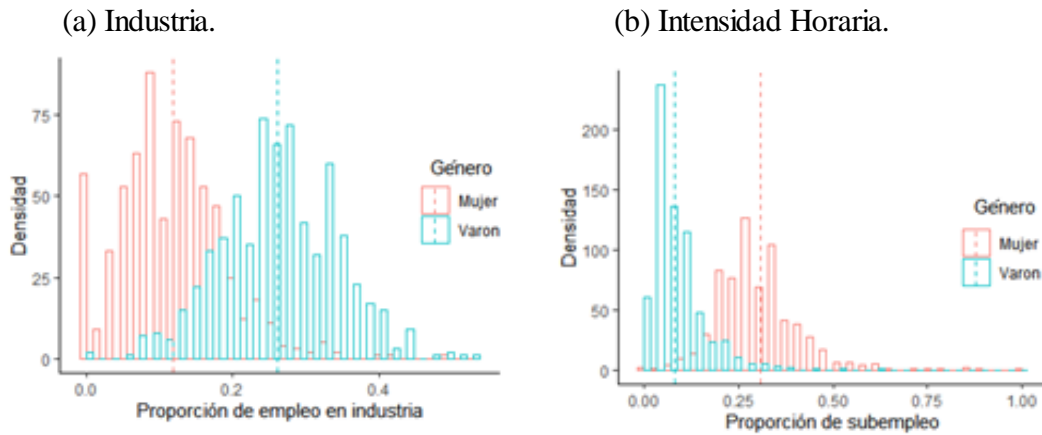 (a) Industria.
(b) Intensidad Horaria.
Densidad
75
50
25
0
0.0
0.2
0.4
Proporción de empleo en industria
Género
Mujer
Varon
Densidad
200
150
100
50
0
0.00
0.25
0.50
0.75
1.00
Proporción de subempleo
Género
Mujer
Varon